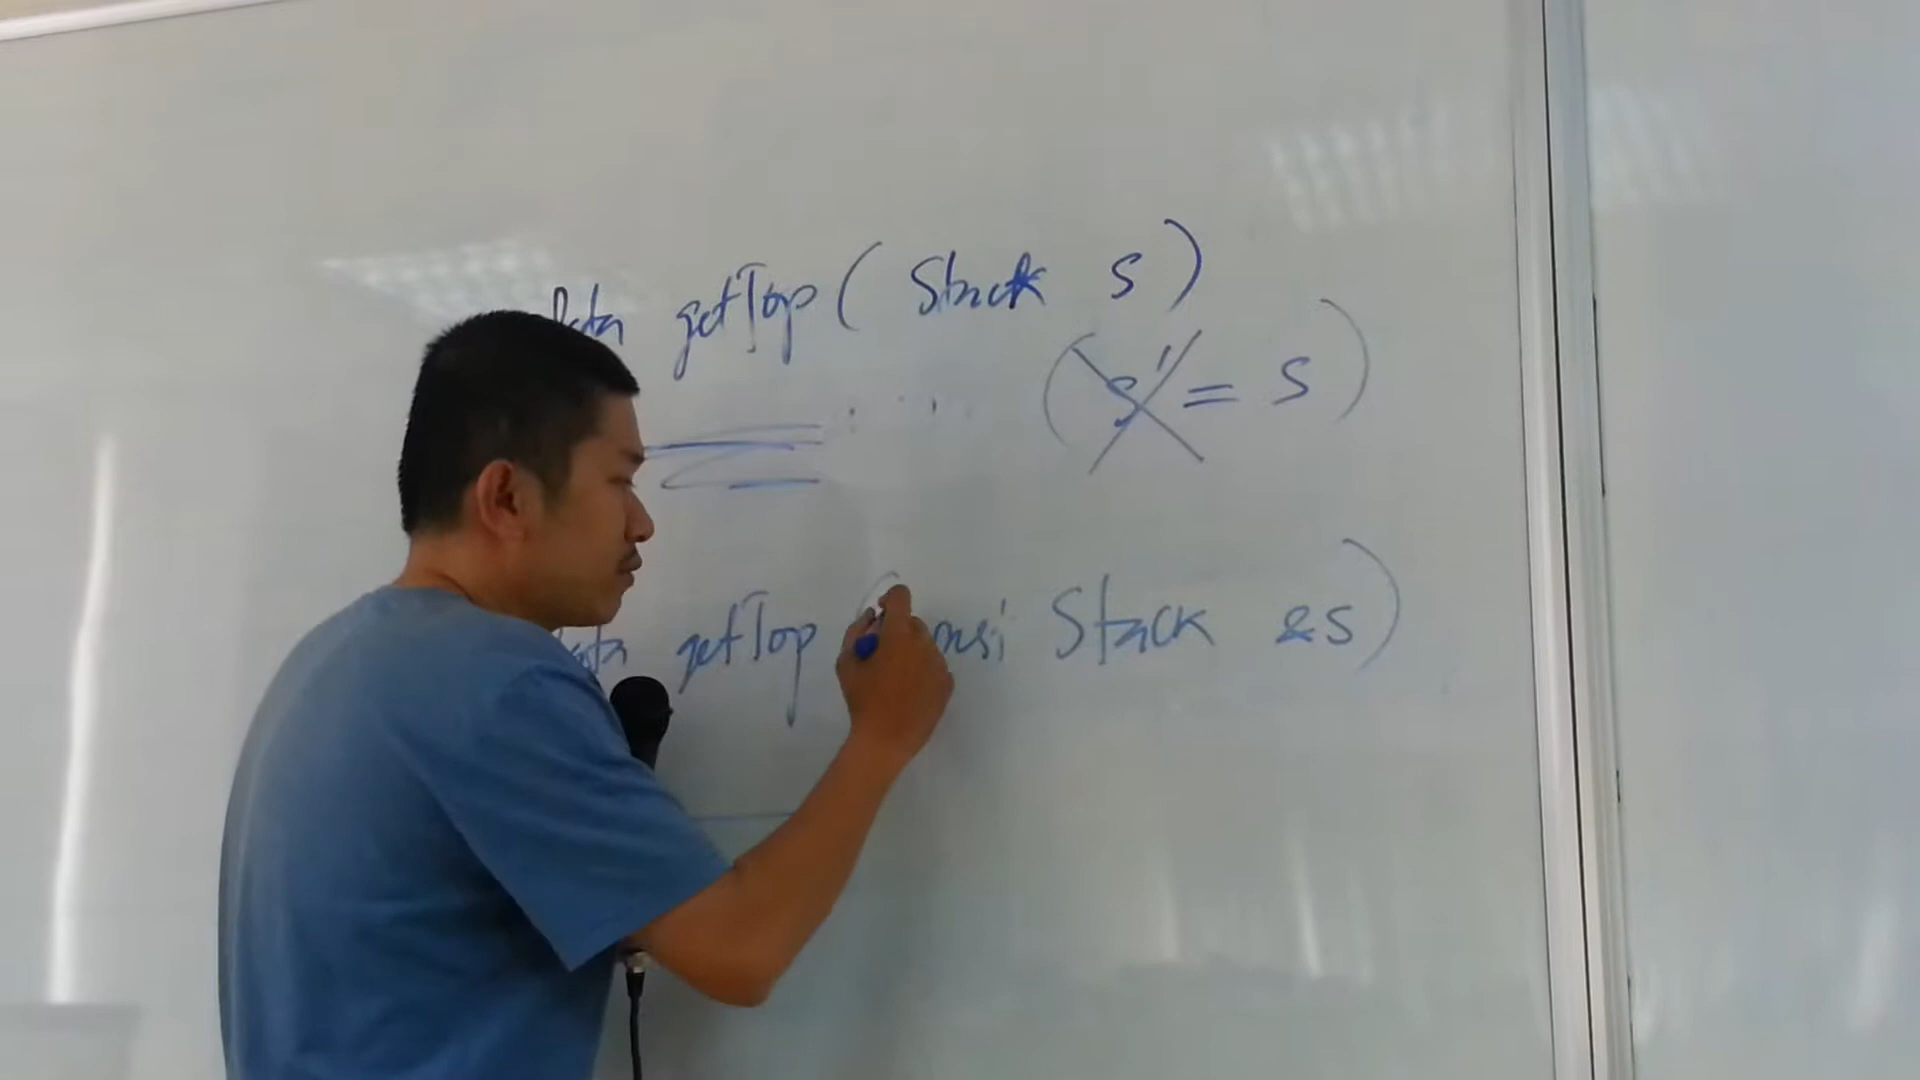 getTop ( Stack S )
( S' = S )
getTop ( Stack &S )